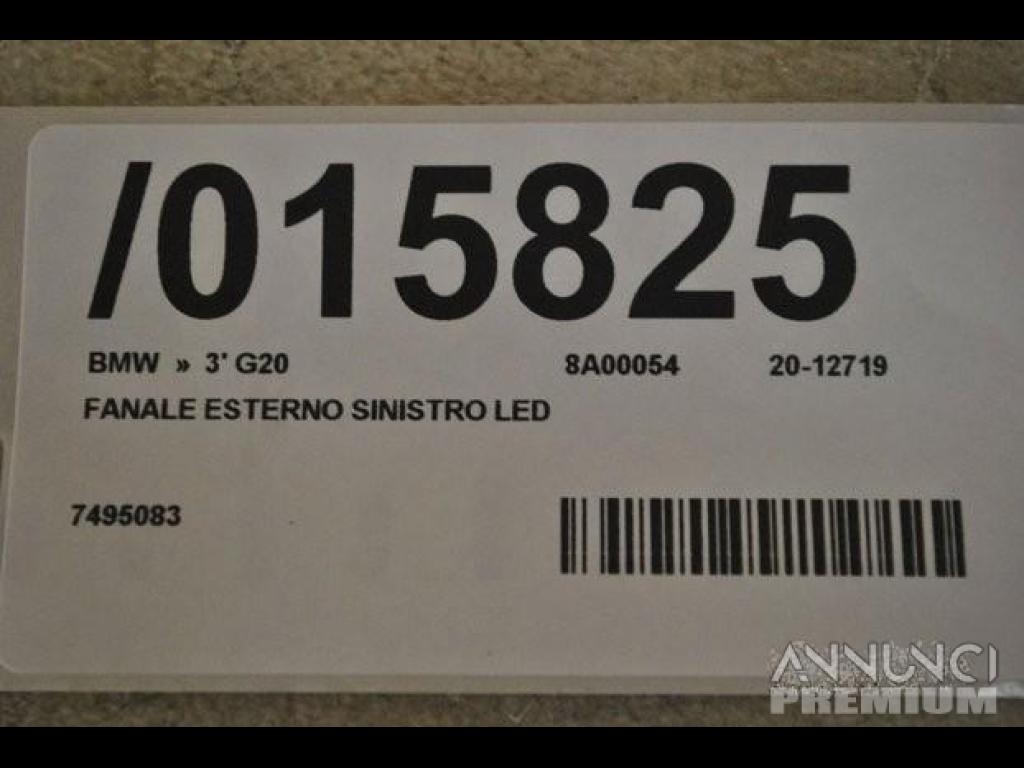 /015825
BMW » 3' G20 8A00054 20-12719
FANALE ESTERNO SINISTRO LED
7495083
ANNUNCI
PREMIUM